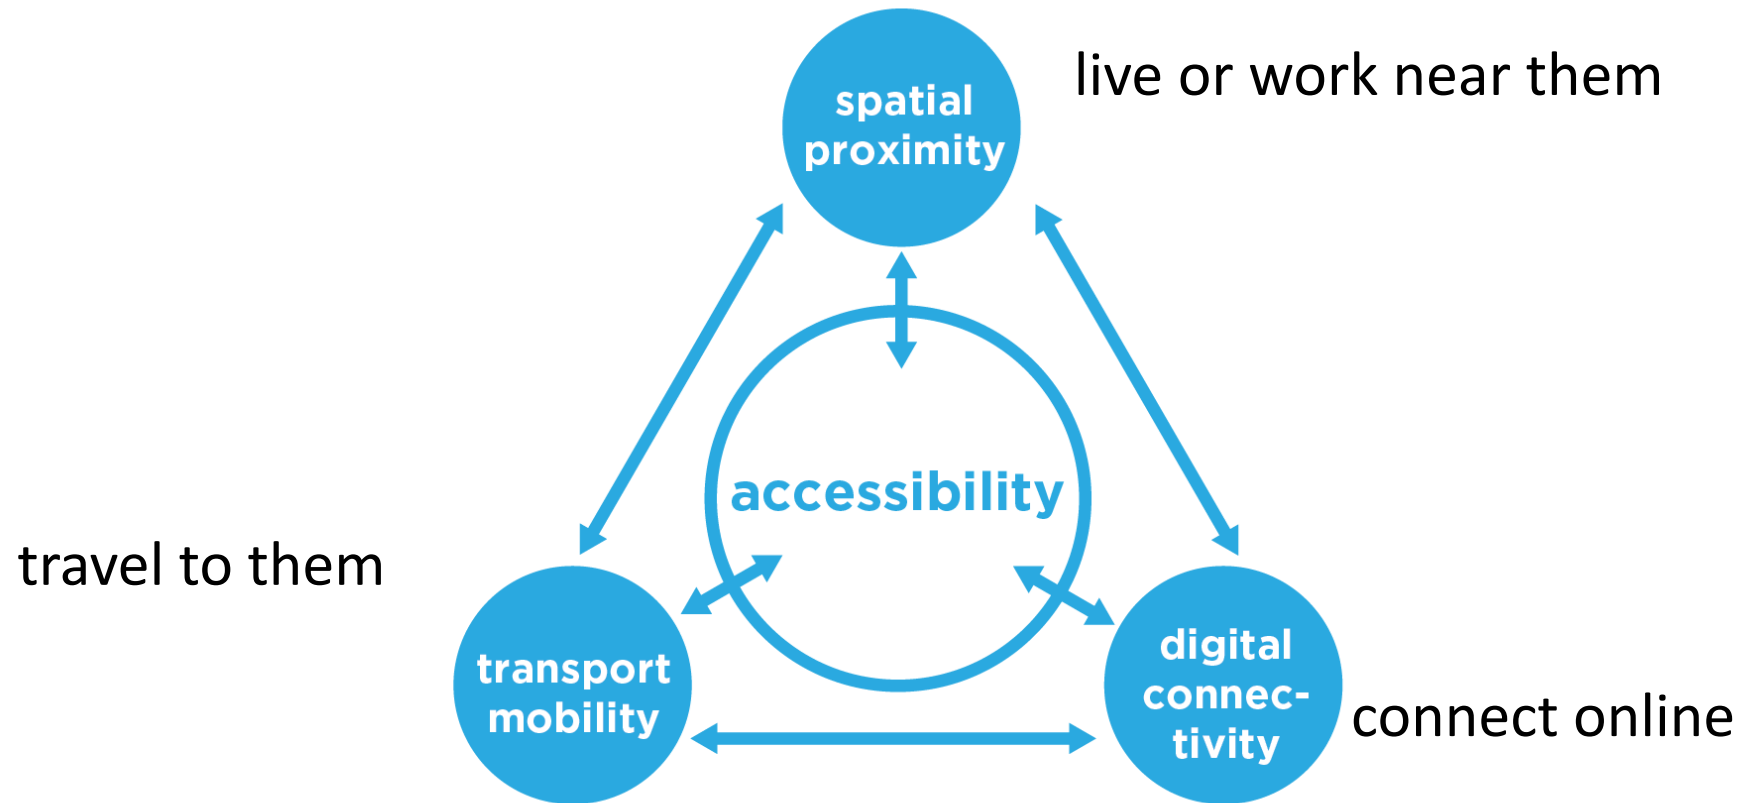 spatial
proximity
live or work near them
accessibility
travel to them
transport
mobility
digital
connec-
tivity
connect online